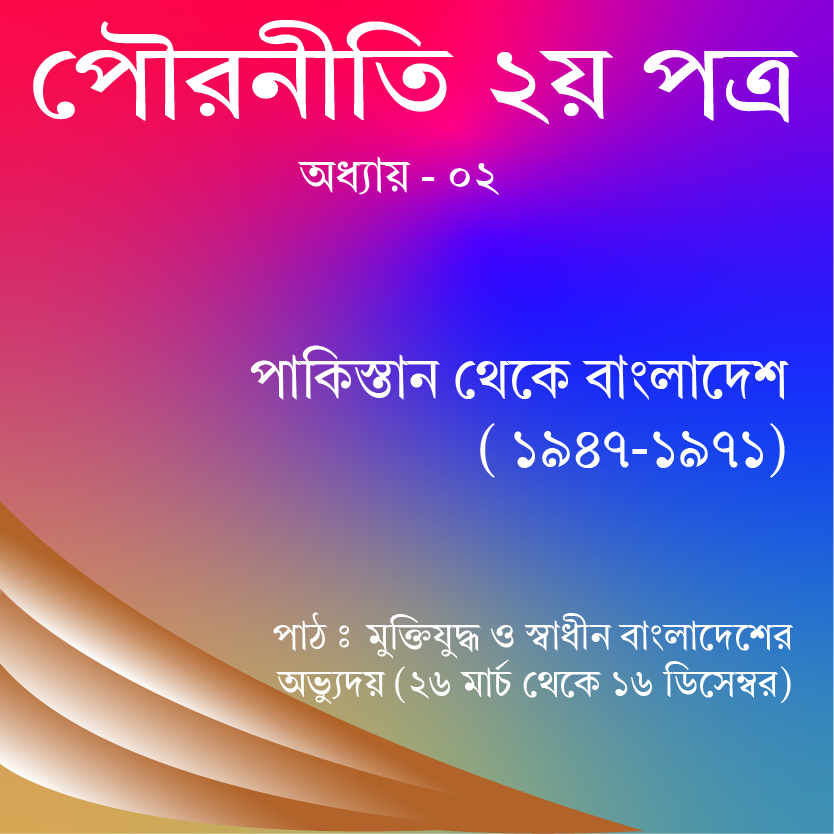 পৌরনীতি ২য় পত্র
অধ্যায় - ০২
পাকিস্তান থেকে বাংলাদেশ
( ১৯৪৭-১৯৭১)
পাঠ ঃ মুক্তিযুদ্ধ ও স্বাধীন বাংলাদেশের
অভ্যুদয় (২৬ মার্চ থেকে ১৬ ডিসেম্বর)